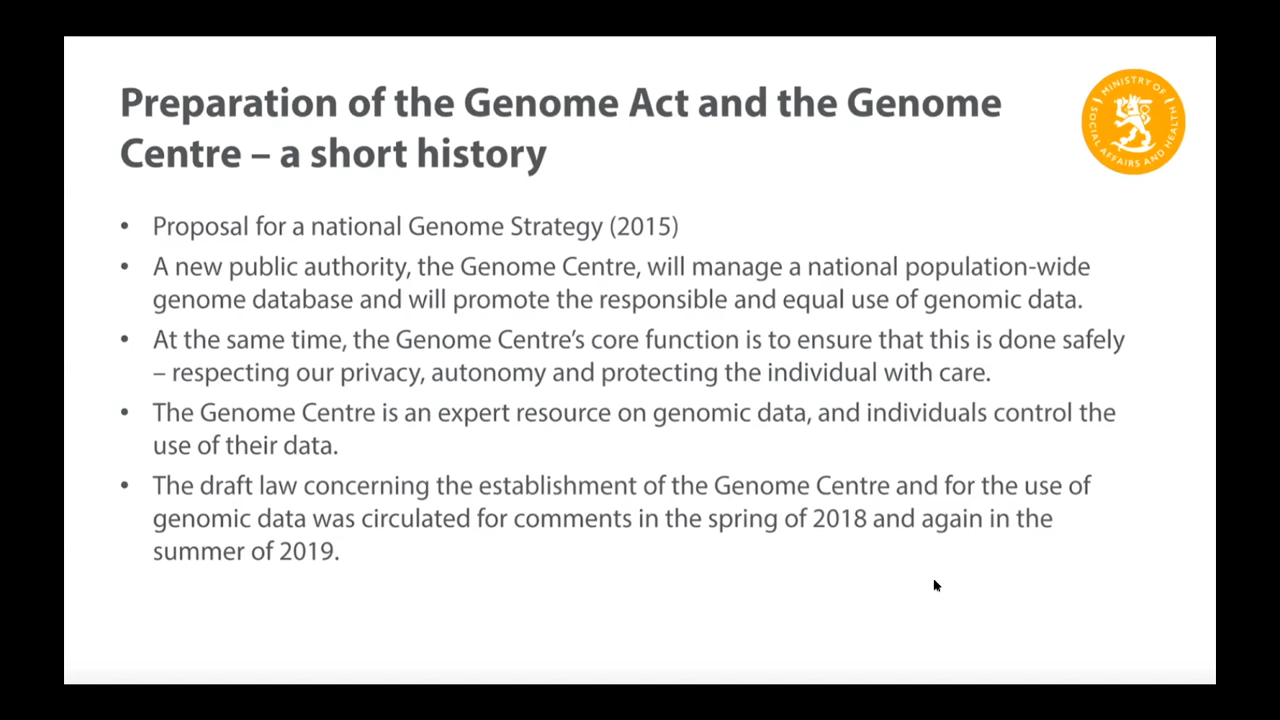 Preparation of the Genome Act and the Genome
Centre – a short history
MINISTRY OF
SOCIAL AFFAIRS AND HEALTH
• Proposal for a national Genome Strategy (2015)
• A new public authority, the Genome Centre, will manage a national population-wide
genome database and will promote the responsible and equal use of genomic data.
• At the same time, the Genome Centre’s core function is to ensure that this is done safely
– respecting our privacy, autonomy and protecting the individual with care.
• The Genome Centre is an expert resource on genomic data, and individuals control the
use of their data.
• The draft law concerning the establishment of the Genome Centre and for the use of
genomic data was circulated for comments in the spring of 2018 and again in the
summer of 2019.